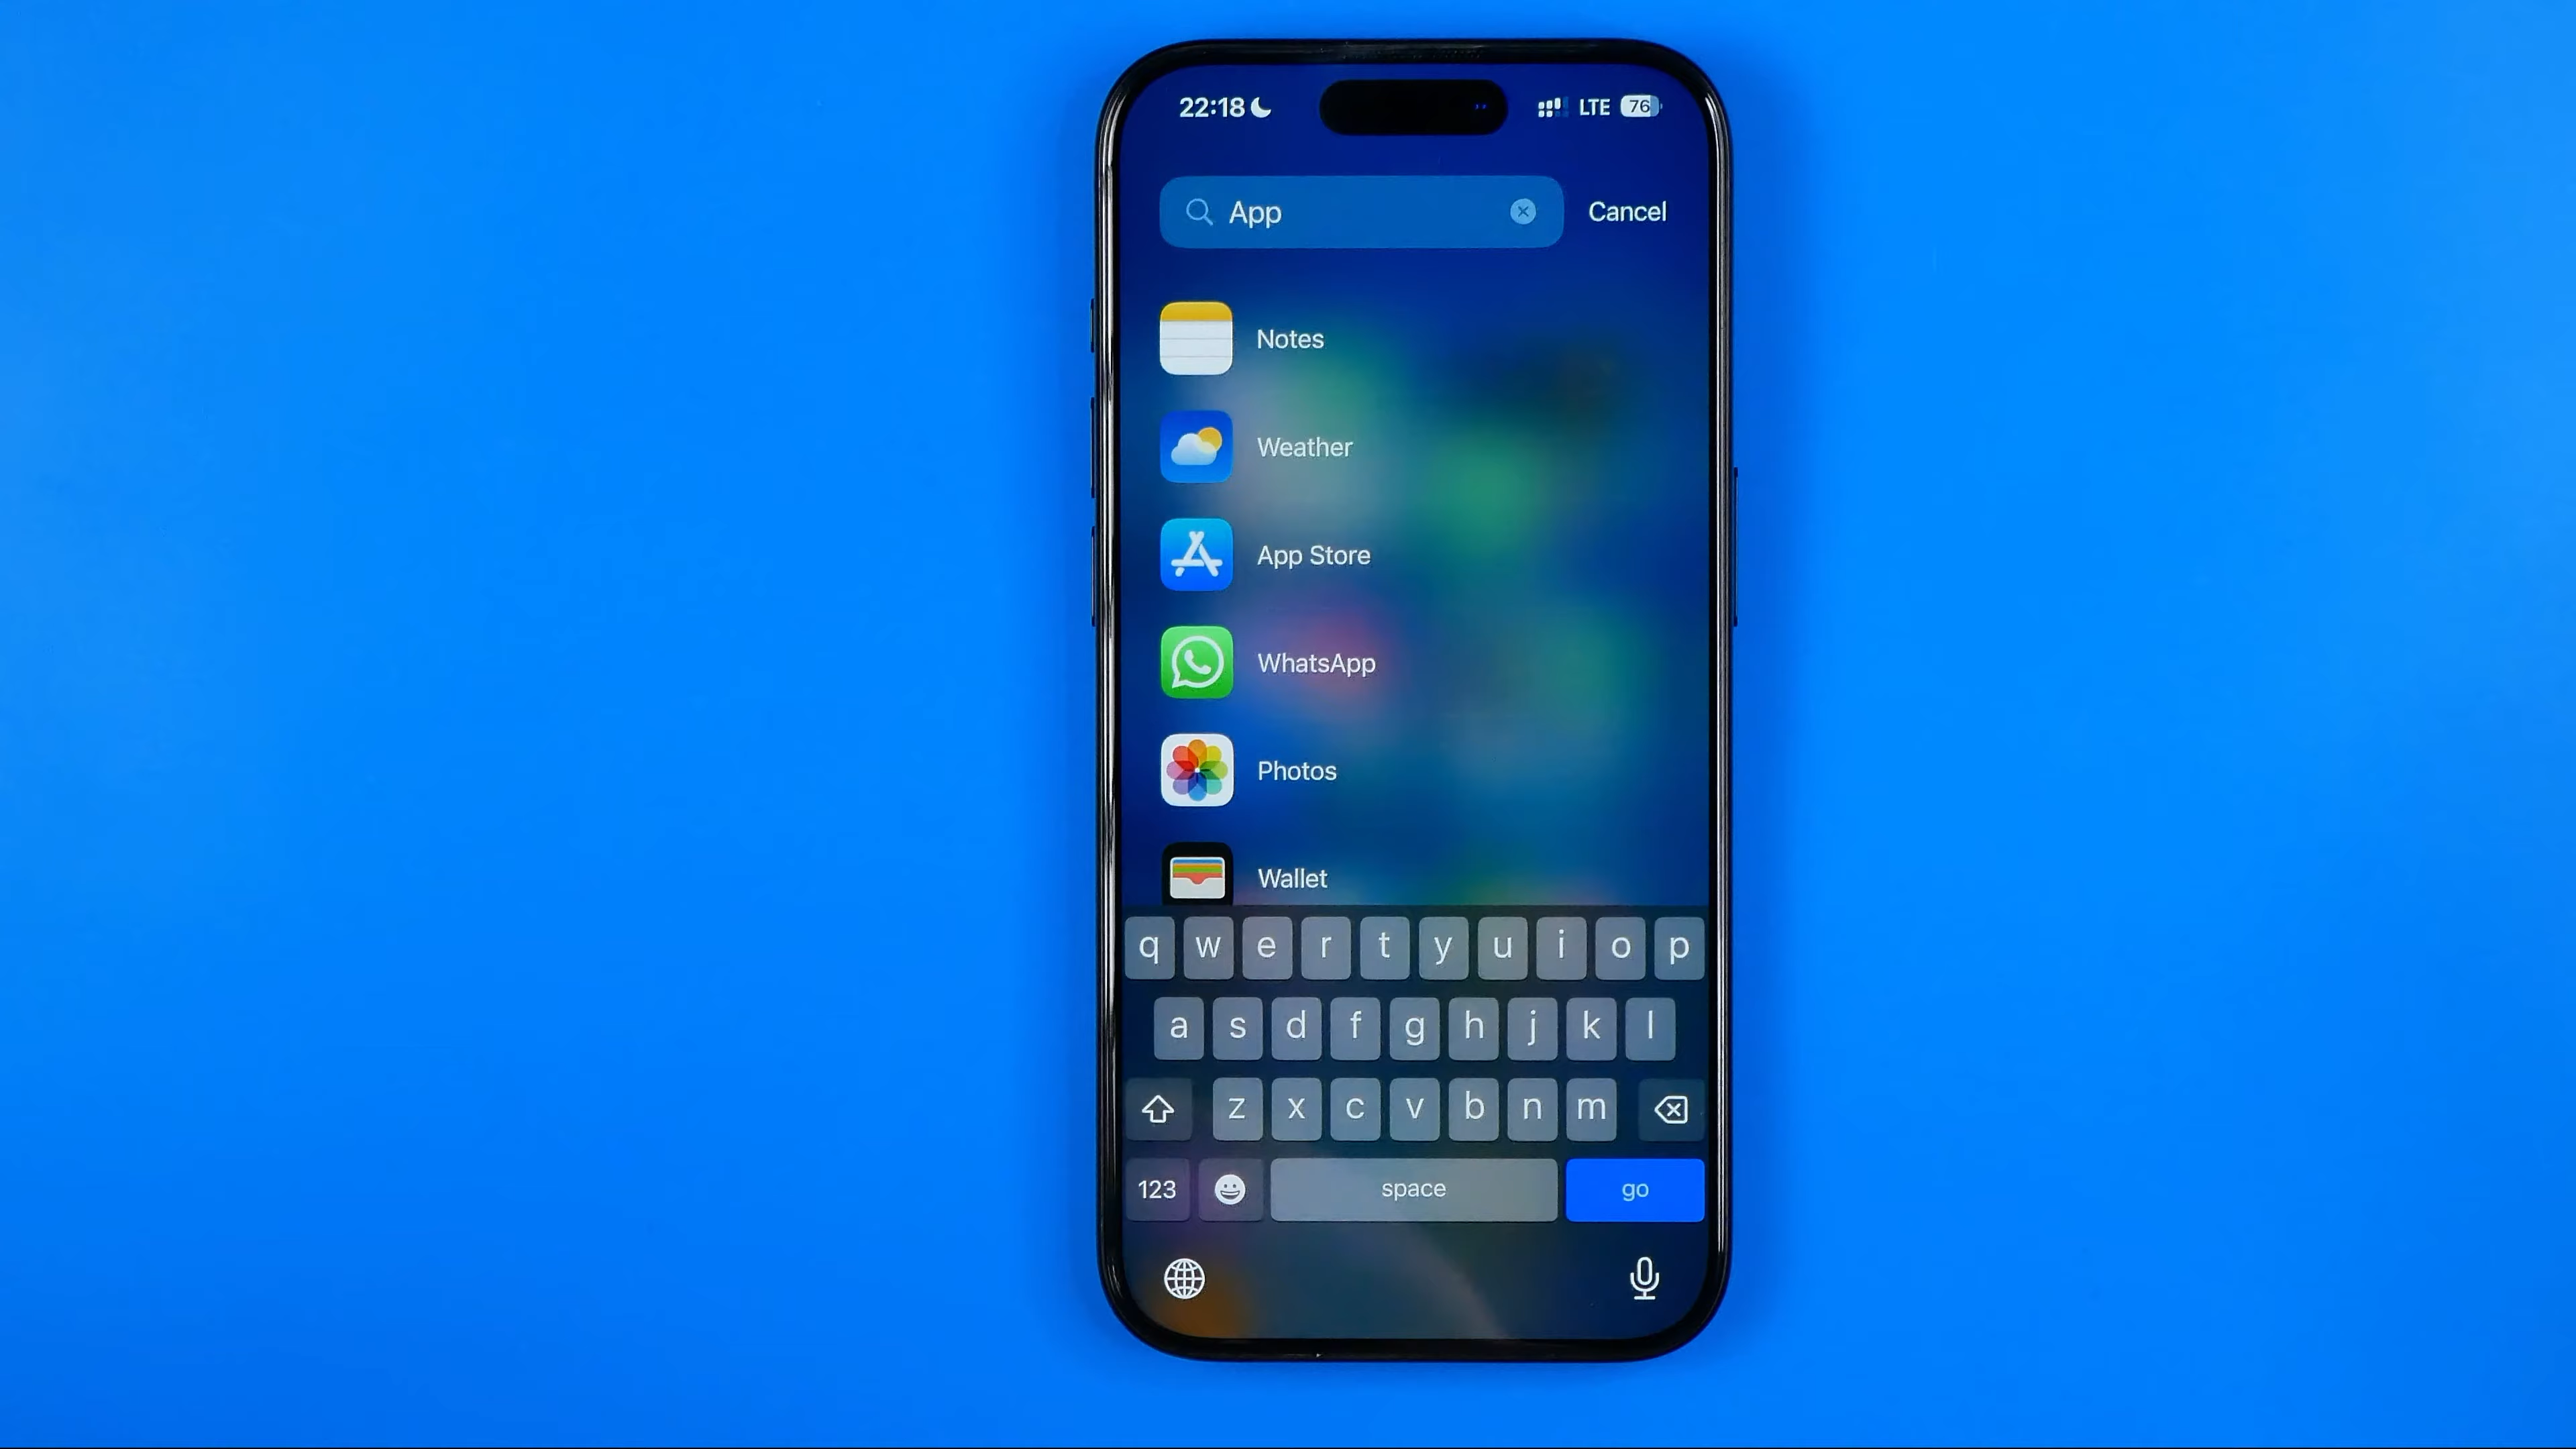 22:18 LTE 76
App Cancel
Notes
Weather
App Store
WhatsApp
Photos
Wallet
q w e r t y u i o p
a s d f g h j k l
z x c v b n m
123 space go